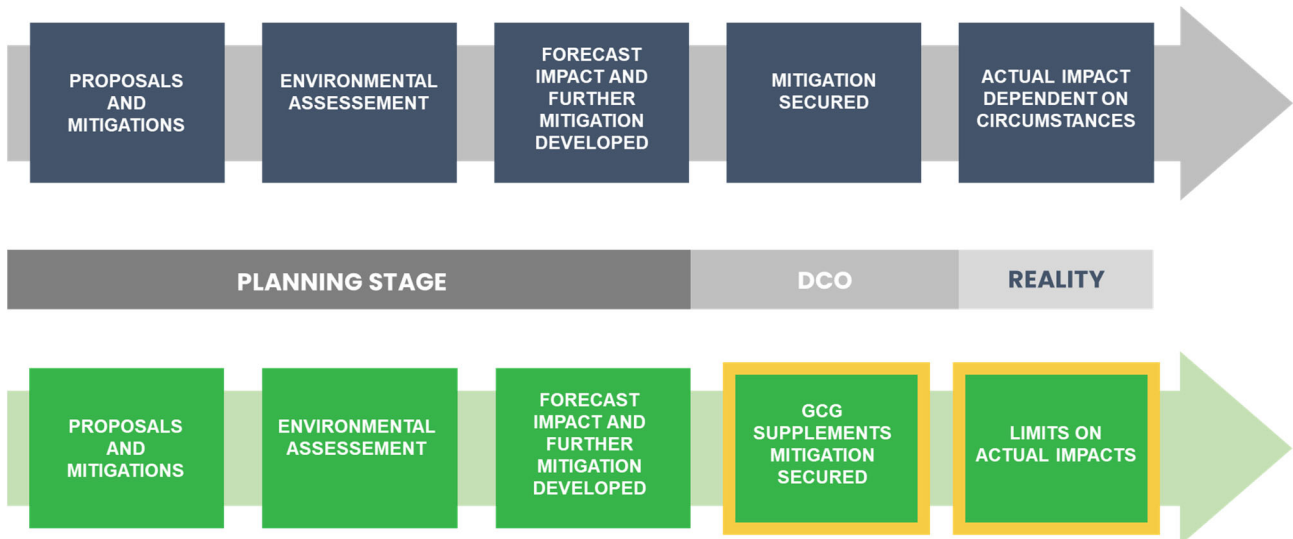 PROPOSALS
AND
MITIGATIONS
ENVIRONMENTAL
ASSESSEMENT
FORECAST
IMPACT AND
FURTHER
MITIGATION
DEVELOPED
MITIGATION
SECURED
ACTUAL IMPACT
DEPENDENT ON
CIRCUMSTANCES
PLANNING STAGE
DCO
REALITY
PROPOSALS
AND
MITIGATIONS
ENVIRONMENTAL
ASSESSEMENT
FORECAST
IMPACT AND
FURTHER
MITIGATION
DEVELOPED
GCG
SUPPLEMENTS
MITIGATION
SECURED
LIMITS ON
ACTUAL IMPACTS